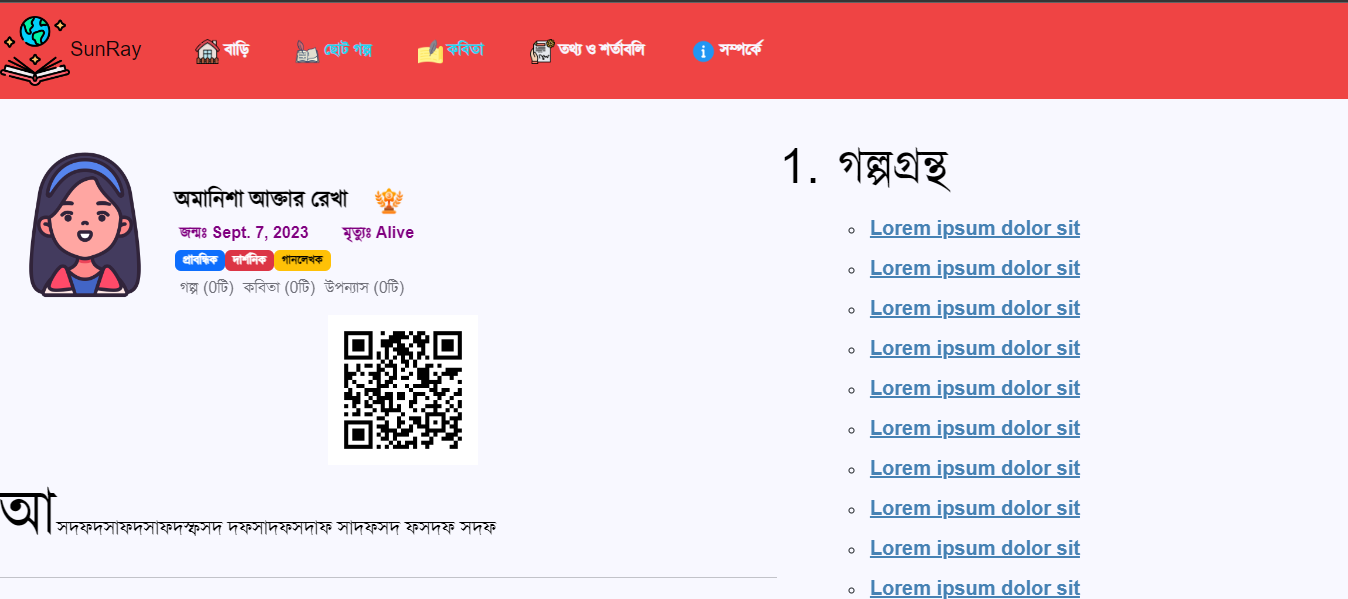 SunRay বাড়ি ছোট গল্প কবিতা তথ্য ও শর্তাবলি সম্পর্কে
অমানিশা আক্তার রেখা
জন্মঃ Sept. 7, 2023 মৃত্যুঃ Alive
প্রাবন্ধিক দার্শনিক গানলেখক
গল্প (0টি) কবিতা (0টি) উপন্যাস (0টি)
আসদফদসাফদসাফদস্ফসদ দফসাদফসদাফ সাদফসদ ফসদফ সদফ
1. গল্পগ্রন্থ
Lorem ipsum dolor sit
Lorem ipsum dolor sit
Lorem ipsum dolor sit
Lorem ipsum dolor sit
Lorem ipsum dolor sit
Lorem ipsum dolor sit
Lorem ipsum dolor sit
Lorem ipsum dolor sit
Lorem ipsum dolor sit
Lorem ipsum dolor sit